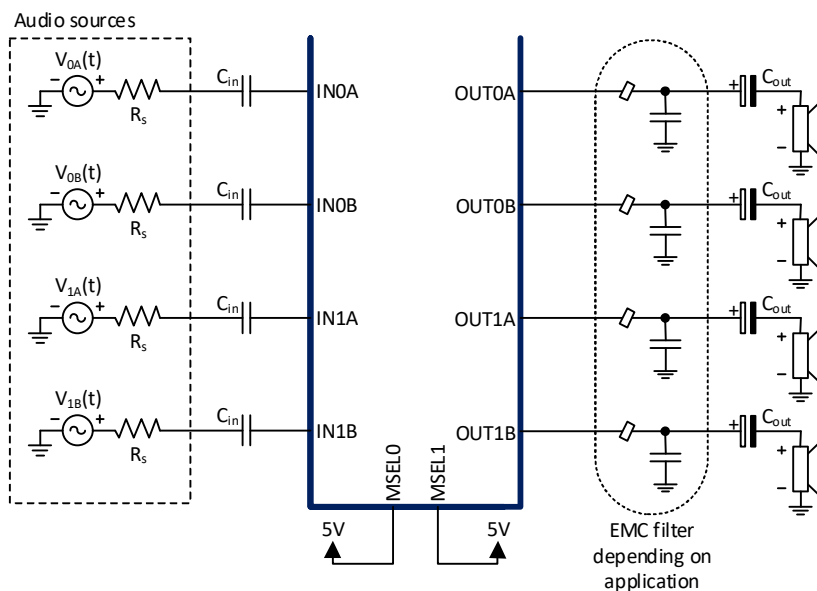 Audio sources
V0A(t)
− +
Rs
Cin
IN0A
OUT0A
+ Cout
+
−
V0B(t)
− +
Rs
Cin
IN0B
OUT0B
+ Cout
+
−
V1A(t)
− +
Rs
Cin
IN1A
OUT1A
+ Cout
+
−
V1B(t)
− +
Rs
Cin
IN1B
OUT1B
+ Cout
+
−
MSEL0
MSEL1
5V
5V
EMC filter
depending on
application